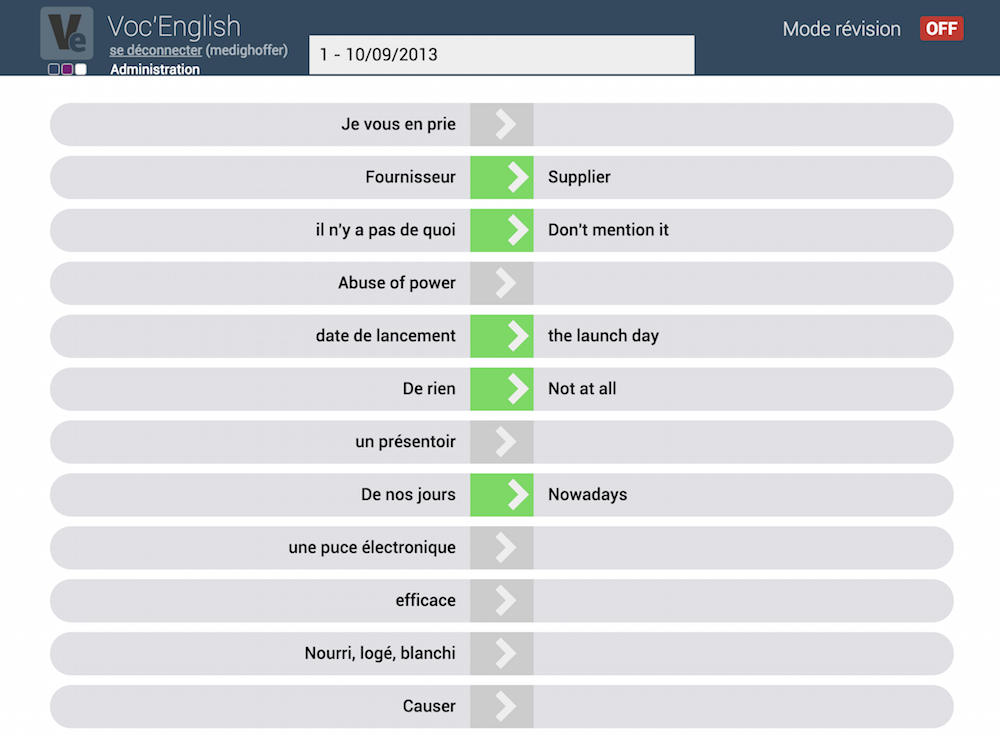 Ve
Voc'English
se déconnecter (medighoffer)
Administration
1 - 10/09/2013
Mode révision OFF
Je vous en prie
Fournisseur Supplier
il n'y a pas de quoi Don't mention it
Abuse of power
date de lancement the launch day
De rien Not at all
un présentoir
De nos jours Nowadays
une puce électronique
efficace
Nourri, logé, blanchi
Causer